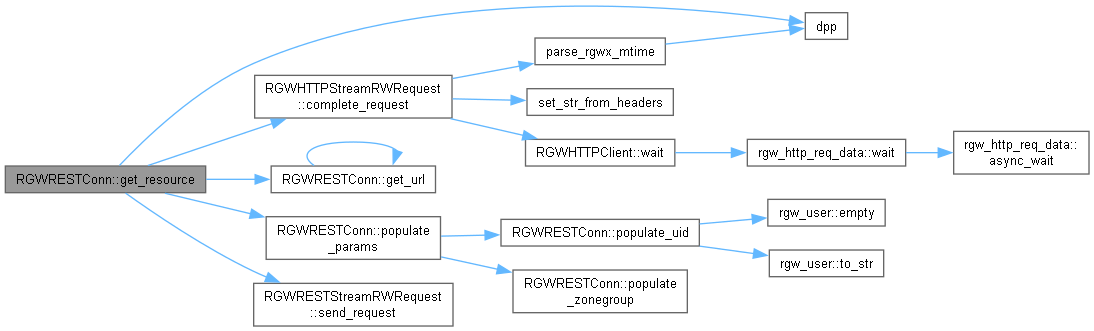 dpp
parse_rgwx_mtime
RGWHTTPStreamRWRequest
::complete_request
set_str_from_headers
RGWHTTPClient::wait
rgw_http_req_data::wait
rgw_http_req_data::
async_wait
RGWRESTConn::get_resource
RGWRESTConn::get_url
RGWRESTConn::populate
_params
RGWRESTConn::populate_uid
rgw_user::empty
rgw_user::to_str
RGWRESTConn::populate
_zonegroup
RGWRESTStreamRWRequest
::send_request